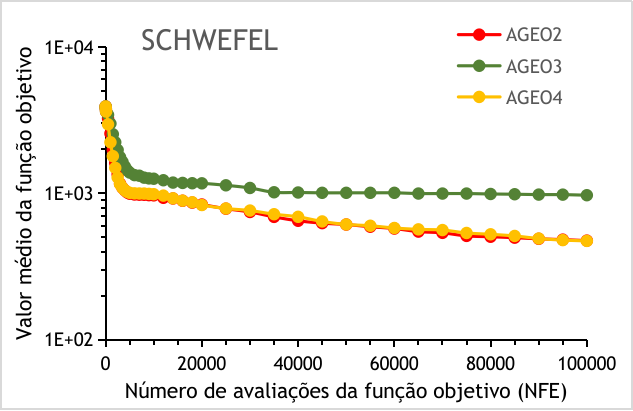 SCHWEFEL
AGEO2
AGEO3
AGEO4
Valor médio da função objetivo
1E+04
1E+03
1E+02
0 20000 40000 60000 80000 100000
Número de avaliações da função objetivo (NFE)